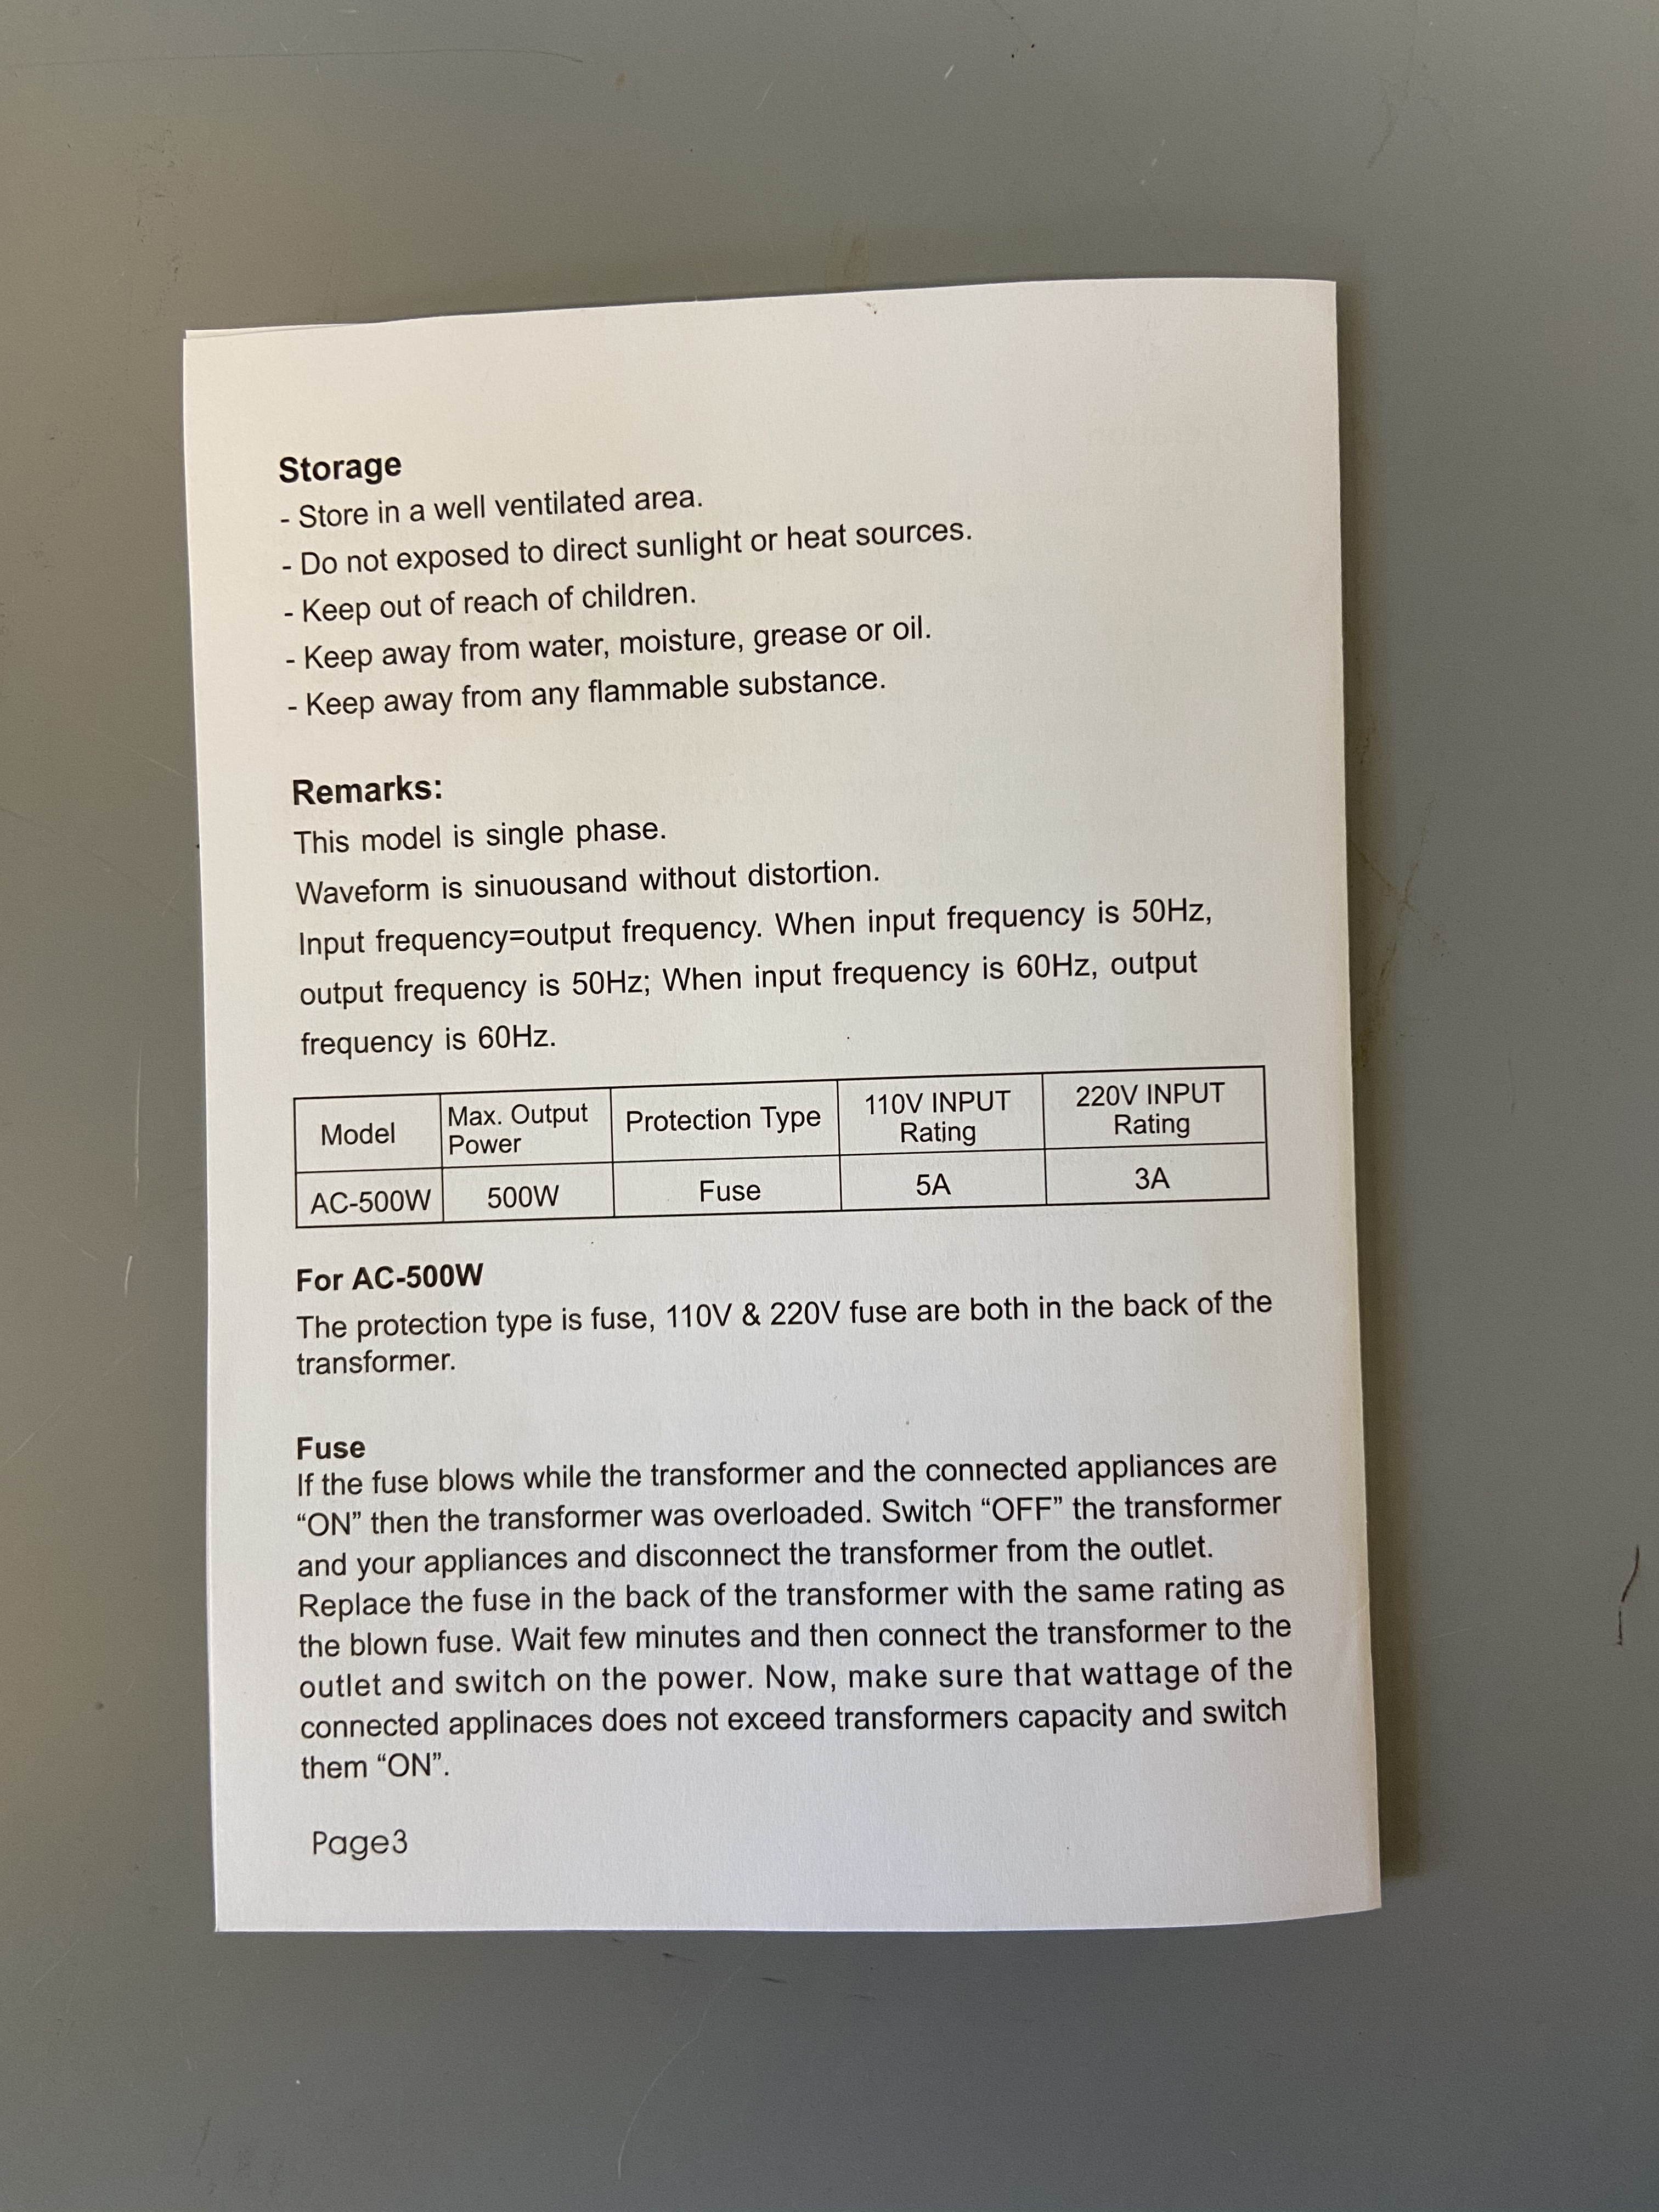 Storage
- Store in a well ventilated area.
- Do not exposed to direct sunlight or heat sources.
- Keep out of reach of children.
- Keep away from water, moisture, grease or oil.
- Keep away from any flammable substance.
Remarks:
This model is single phase.
Waveform is sinuousand without distortion.
Input frequency=output frequency. When input frequency is 50Hz,
output frequency is 50Hz; When input frequency is 60Hz, output
frequency is 60Hz.
Model Max. Output Power Protection Type 110V INPUT Rating 220V INPUT Rating
AC-500W 500W Fuse 5A 3A
For AC-500W
The protection type is fuse, 110V & 220V fuse are both in the back of the
transformer.
Fuse
If the fuse blows while the transformer and the connected appliances are
“ON” then the transformer was overloaded. Switch “OFF” the transformer
and your appliances and disconnect the transformer from the outlet.
Replace the fuse in the back of the transformer with the same rating as
the blown fuse. Wait few minutes and then connect the transformer to the
outlet and switch on the power. Now, make sure that wattage of the
connected applinaces does not exceed transformers capacity and switch
them “ON”.
Page3